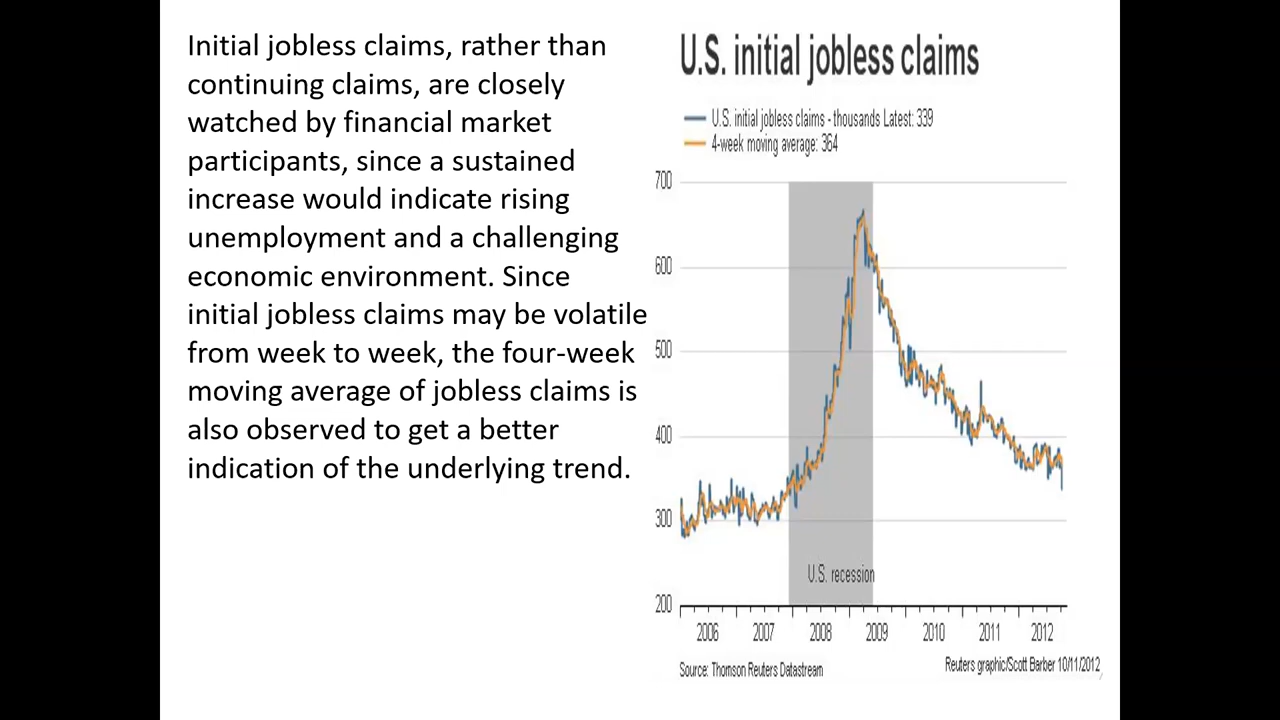 Initial jobless claims, rather than
continuing claims, are closely
watched by financial market
participants, since a sustained
increase would indicate rising
unemployment and a challenging
economic environment. Since
initial jobless claims may be volatile
from week to week, the four-week
moving average of jobless claims is
also observed to get a better
indication of the underlying trend.
U.S. initial jobless claims
U.S. initial jobless claims - thousands Latest: 339
4-week moving average: 364
700
600
500
400
300
200
U.S. recession
2006 2007 2008 2009 2010 2011 2012
Source: Thomson Reuters Datastream
Reuters graphic/Scott Barber 10/11/2012